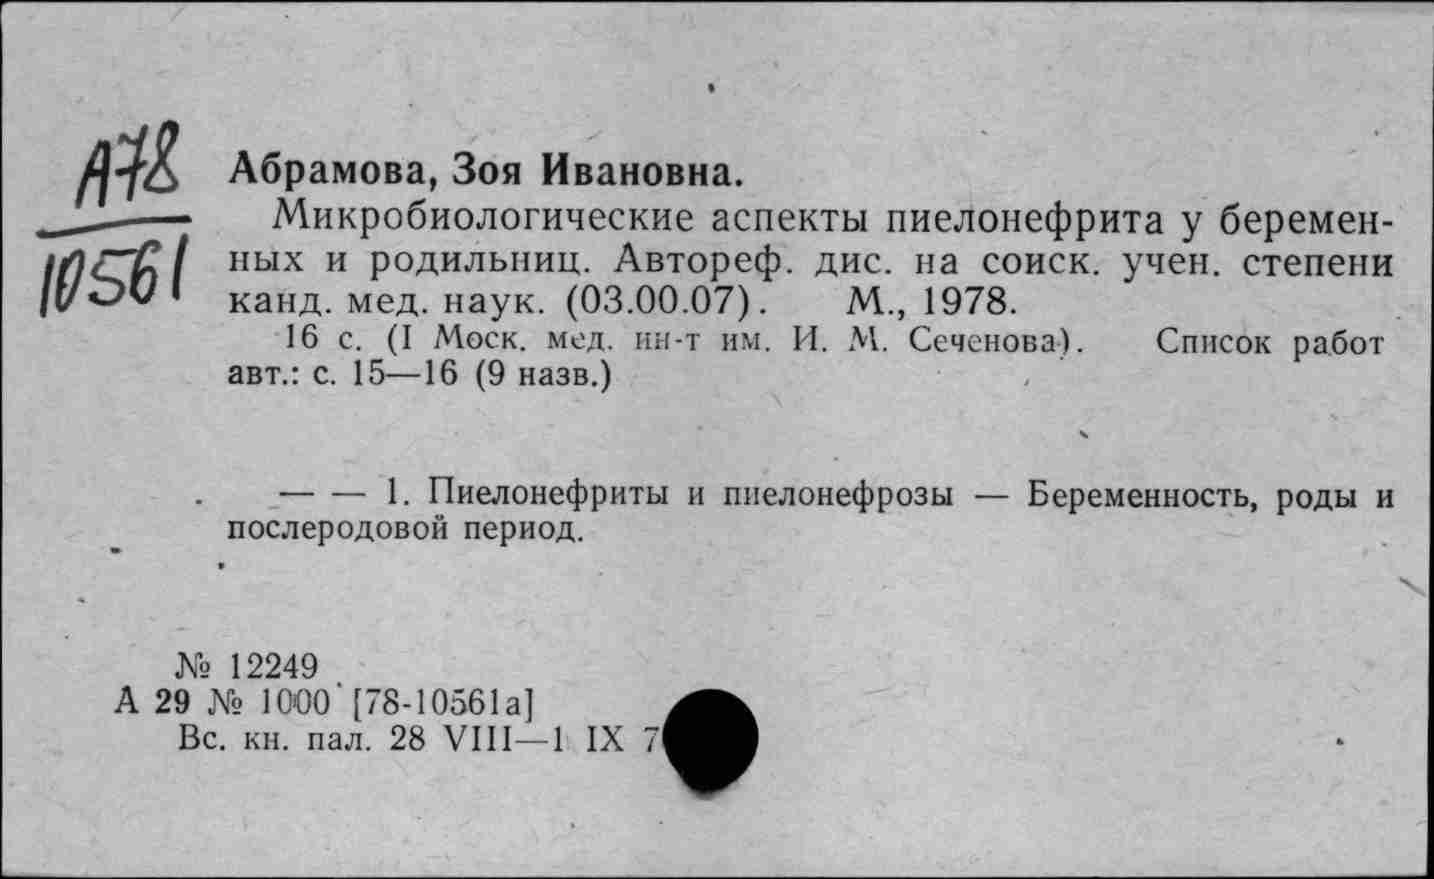 А78
10561
Абрамова, Зоя Ивановна.
Микробиологические аспекты пиелонефрита у беремен-
ных и родильниц. Автореф. дис. на соиск. учен. степени
канд. мед. наук. (03.00.07). М., 1978.
16 с. (I Моск. мед. ин-т им. И. М. Сеченова). Список работ
авт.: с. 15—16 (9 назв.)
— — 1. Пиелонефриты и пиелонефрозы — Беременность, роды и
послеродовой период.
№ 12249
А 29 № 1000 [78-10561а]
Вс. кн. пал. 28 VIII—1 IX 7